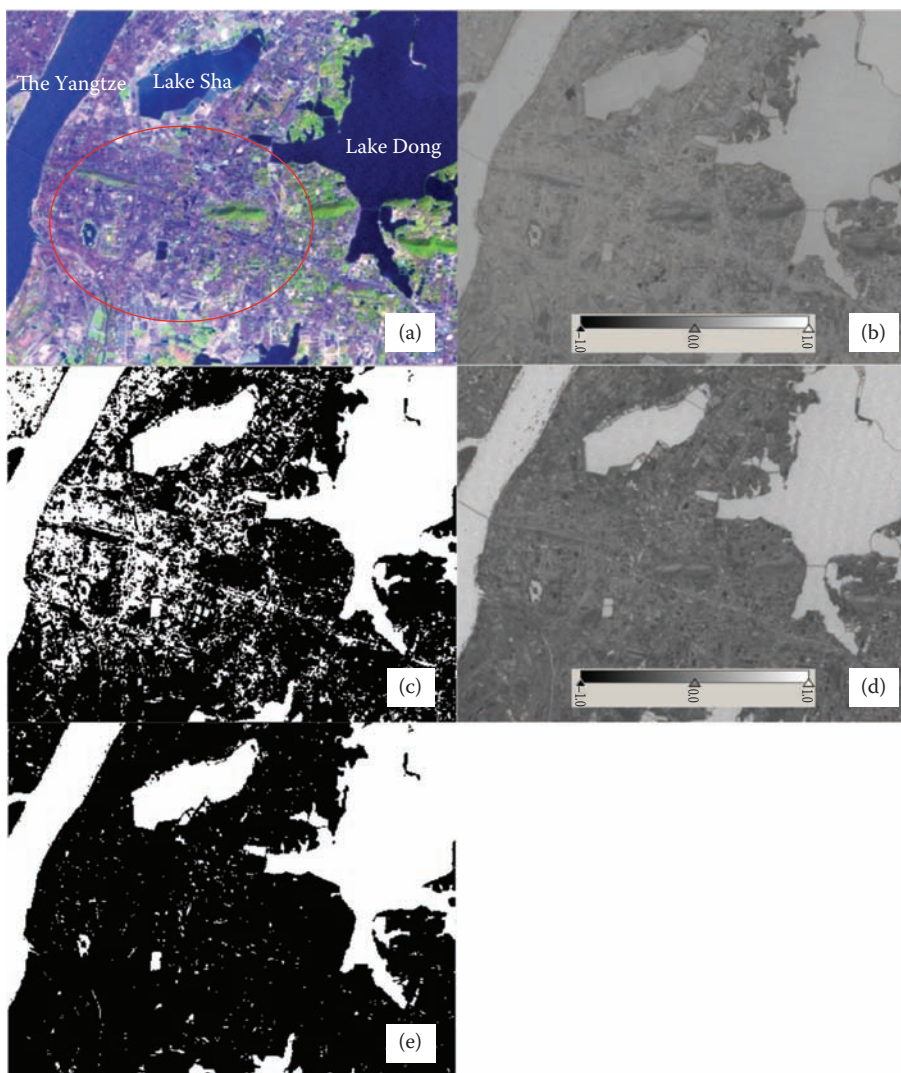 The Yangtze
Lake Sha
Lake Dong
(a)
−1.0
0.0
1.0
(b)
(c)
−1.0
0.0
1.0
(d)
(e)